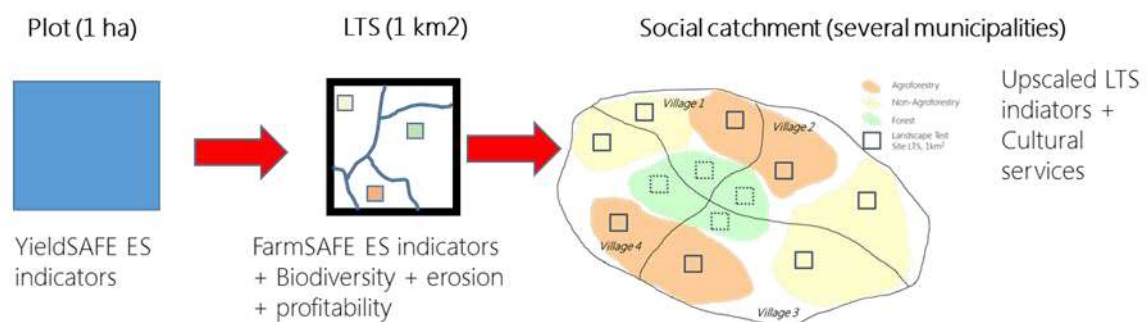 Plot (1 ha)
LTS (1 km2)
Social catchment (several municipalities)
YieldSAFE ES
indicators
FarmSAFE ES indicators
+ Biodiversity + erosion
+ profitability
Village 1
Village 2
Village 4
Village 3
Agroforestry
Non-Agroforestry
Forest
Landscape Test
Site LTS, 1km²
Upscaled LTS
indiators +
Cultural
services